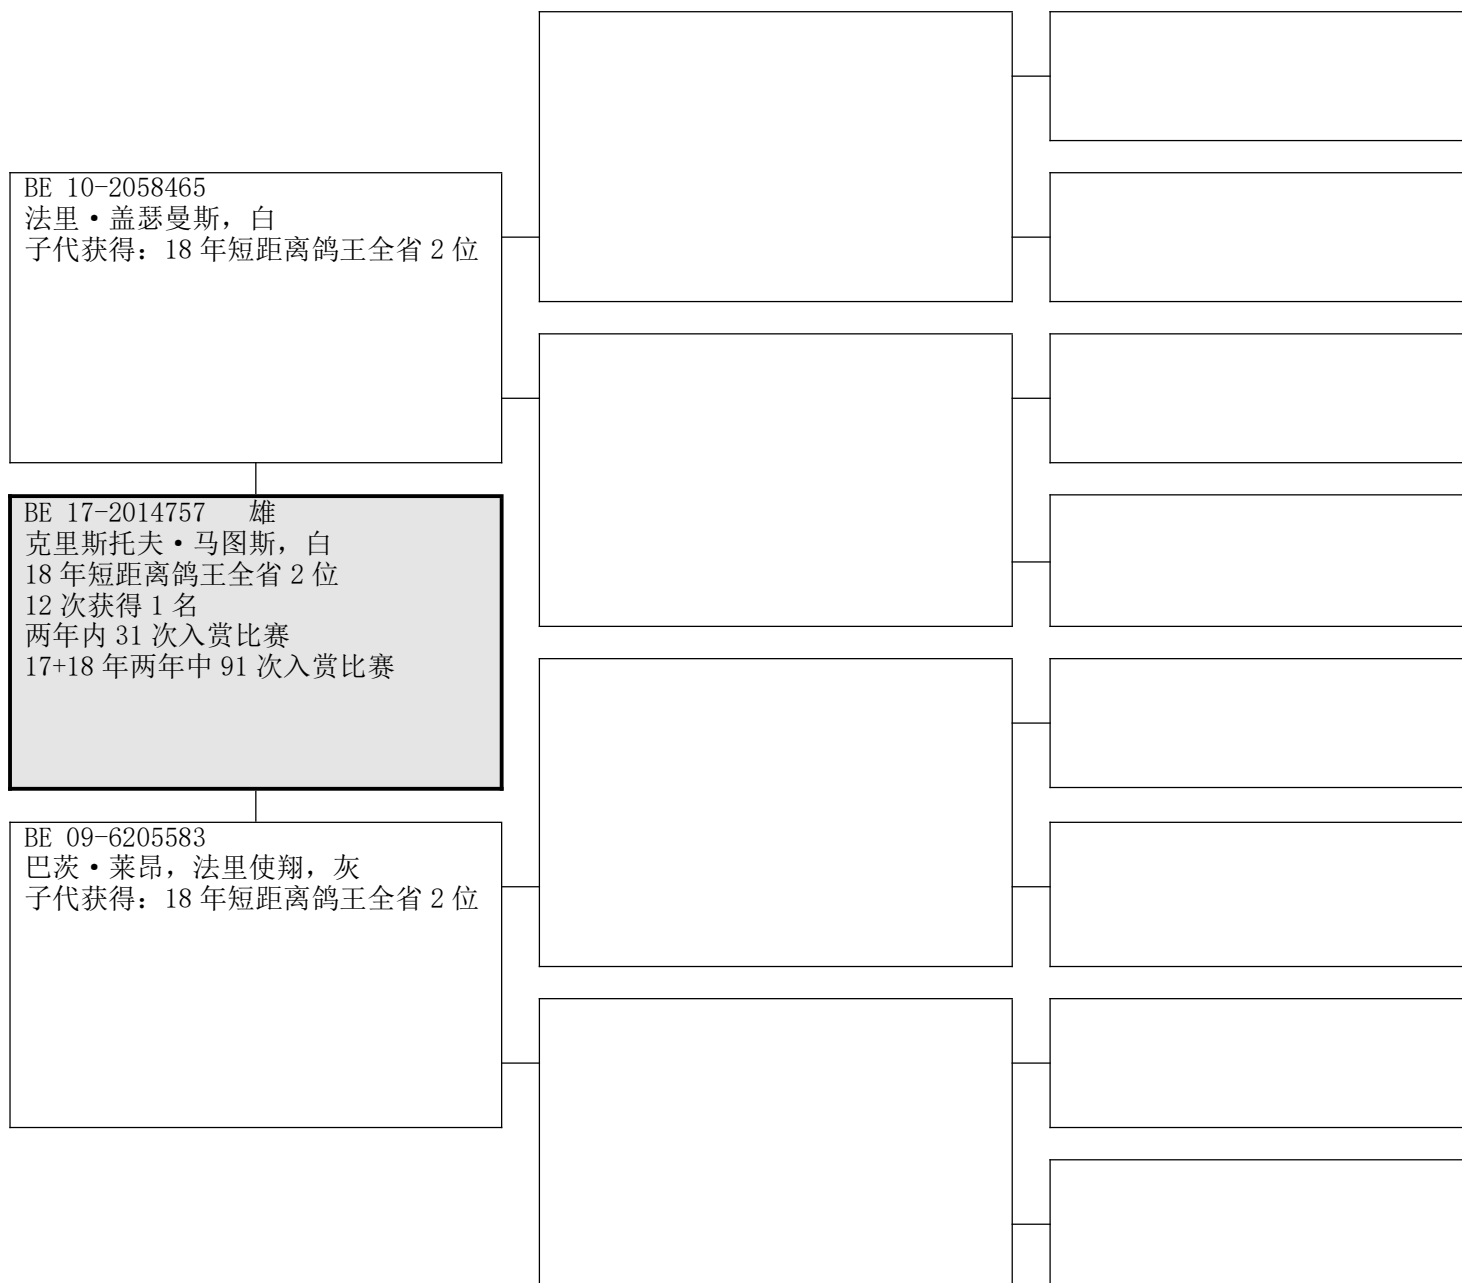 BE 10-2058465
法里·盖瑟曼斯，白
子代获得：18 年短距离鸽王全省 2 位
BE 17-2014757 雄
克里斯托夫·马图斯，白
18 年短距离鸽王全省 2 位
12 次获得 1 名
两年内 31 次入赏比赛
17+18 年两年中 91 次入赏比赛
BE 09-6205583
巴茨·莱昂，法里使翔，灰
子代获得：18 年短距离鸽王全省 2 位